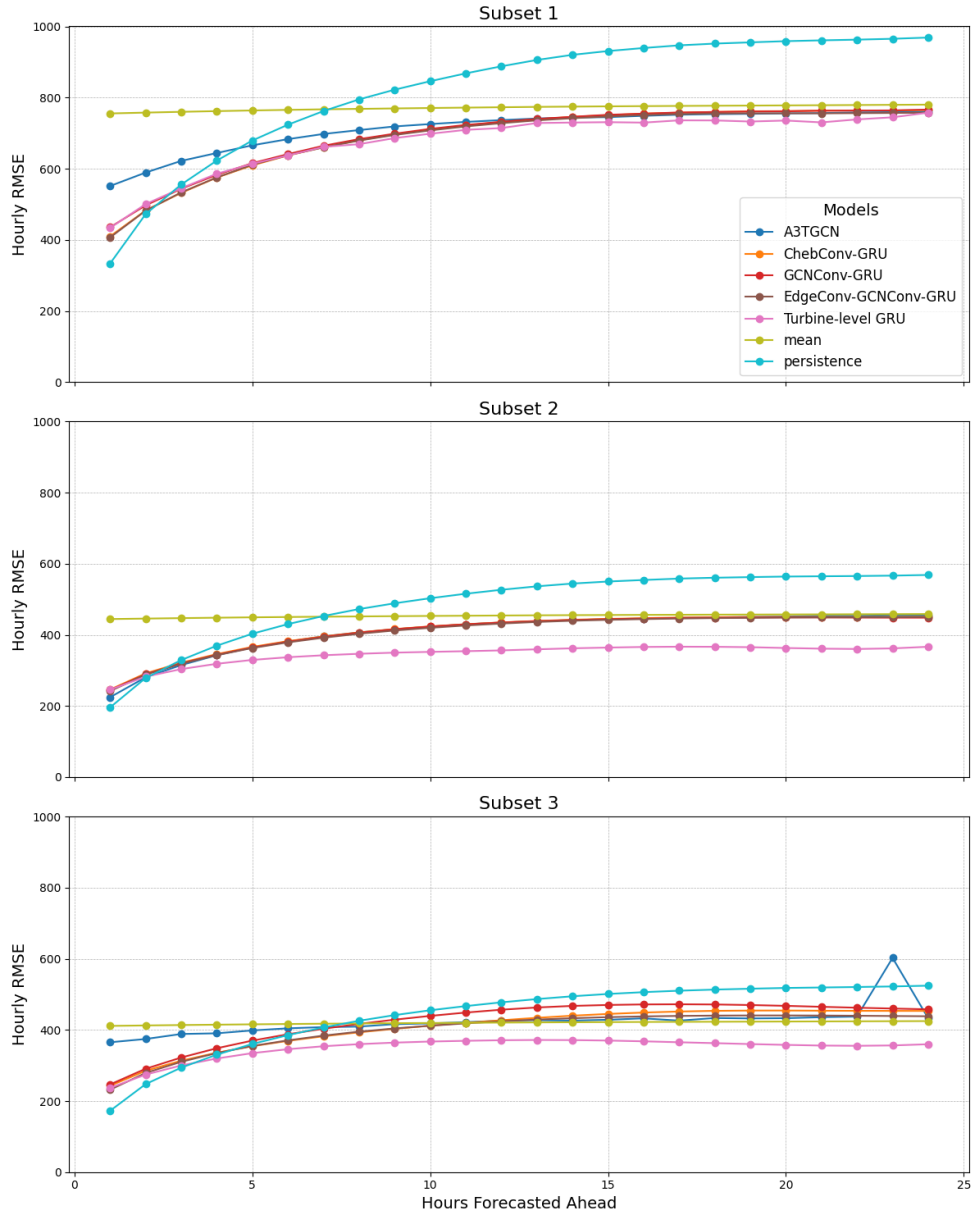 Subset 1
Hourly RMSE
1000
800
600
400
200
0
Models
A3TGCN
ChebConv-GRU
GCNConv-GRU
EdgeConv-GCNConv-GRU
Turbine-level GRU
mean
persistence
Subset 2
Hourly RMSE
1000
800
600
400
200
0
Subset 3
Hourly RMSE
1000
800
600
400
200
0
0 5 10 15 20 25
Hours Forecasted Ahead